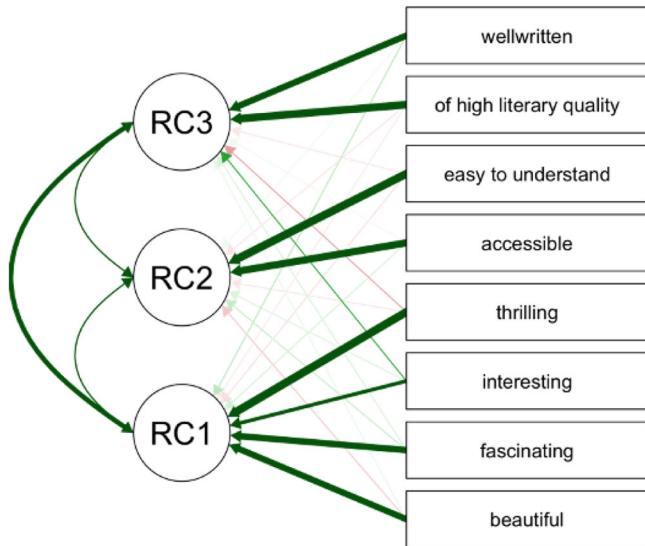 wellwritten
RC3
of high literary quality
easy to understand
RC2
accessible
thrilling
interesting
RC1
fascinating
beautiful